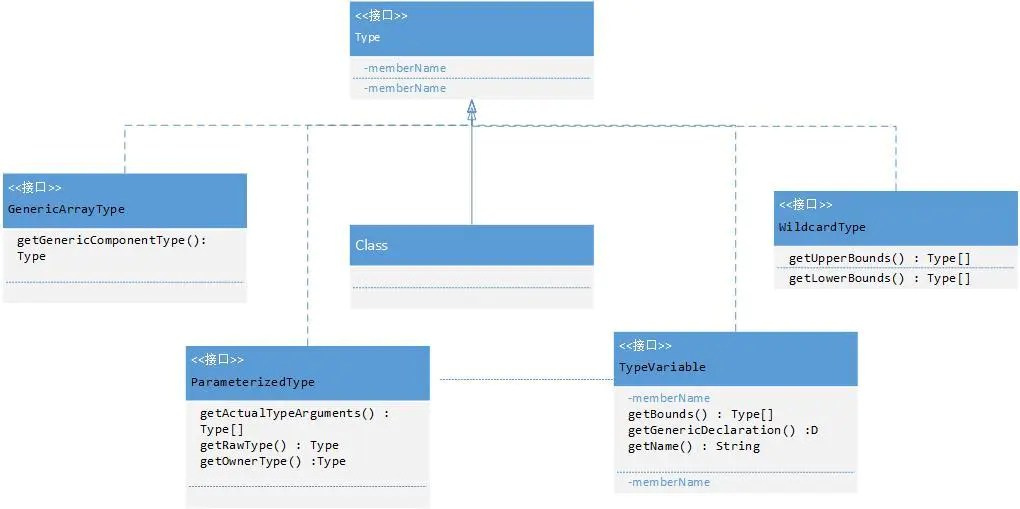 <<接口>>
Type
-memberName
-memberName
<<接口>>
GenericArrayType
getGenericComponentType():
Type
Class
<<接口>>
WildcardType
getUpperBounds() : Type[]
getLowerBounds() : Type[]
<<接口>>
ParameterizedType
getActualTypeArguments() :
Type[]
getRawType() : Type
getOwnerType() :Type
<<接口>>
TypeVariable
-memberName
getBounds() : Type[]
getGenericDeclaration() :D
getName() : String
-memberName